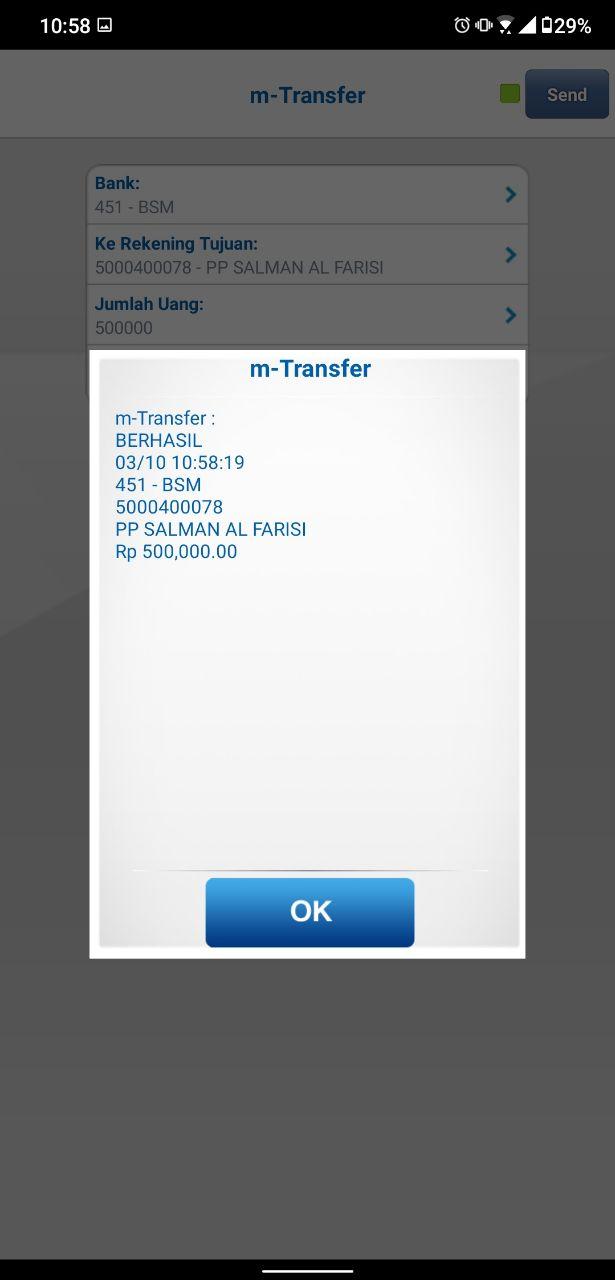 10:58
29%
m-Transfer
Send
Bank:
451 - BSM
Ke Rekening Tujuan:
5000400078 - PP SALMAN AL FARISI
Jumlah Uang:
500000
m-Transfer
m-Transfer :
BERHASIL
03/10 10:58:19
451 - BSM
5000400078
PP SALMAN AL FARISI
Rp 500,000.00
OK